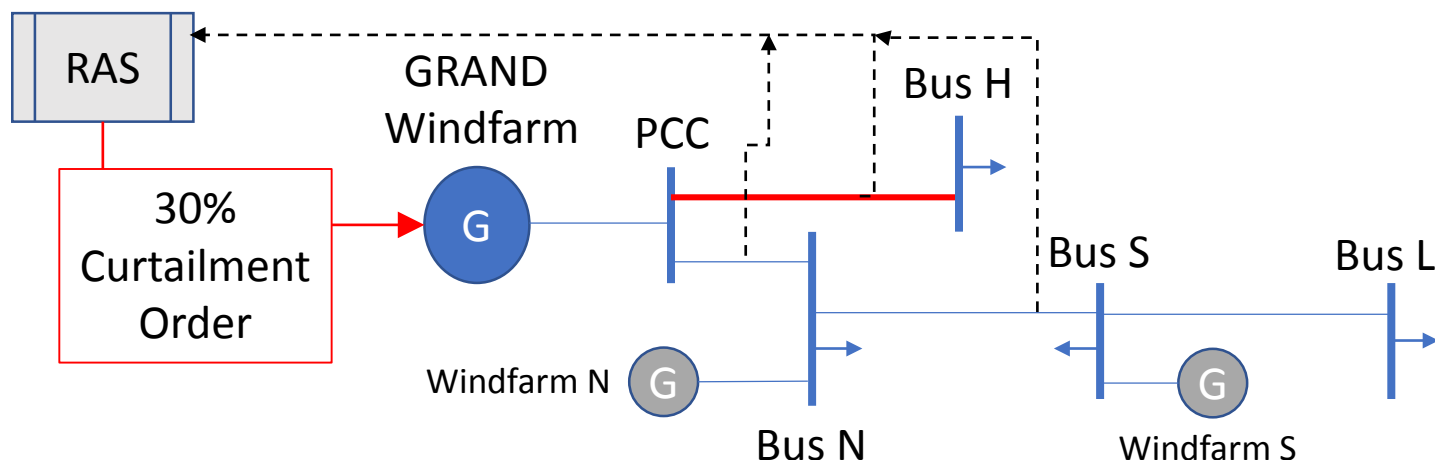 RAS
GRAND
Windfarm
PCC
Bus H
30%
Curtailment
Order
G
Bus S
Bus L
Windfarm N
G
G
Bus N
Windfarm S